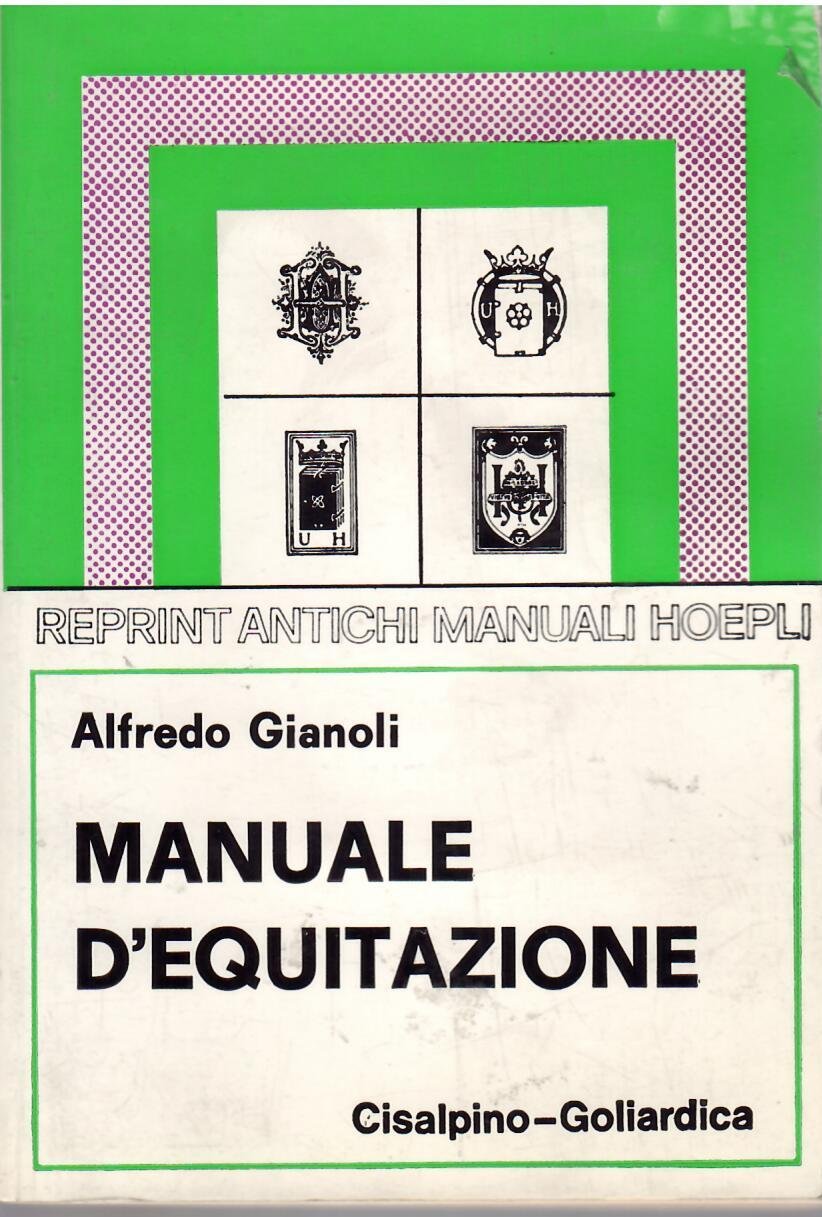 U H
U H
REPRINT ANTICHI MANUALI HOEPLI
Alfredo Gianoli
MANUALE
D'EQUITAZIONE
Cisalpino-Goliardica